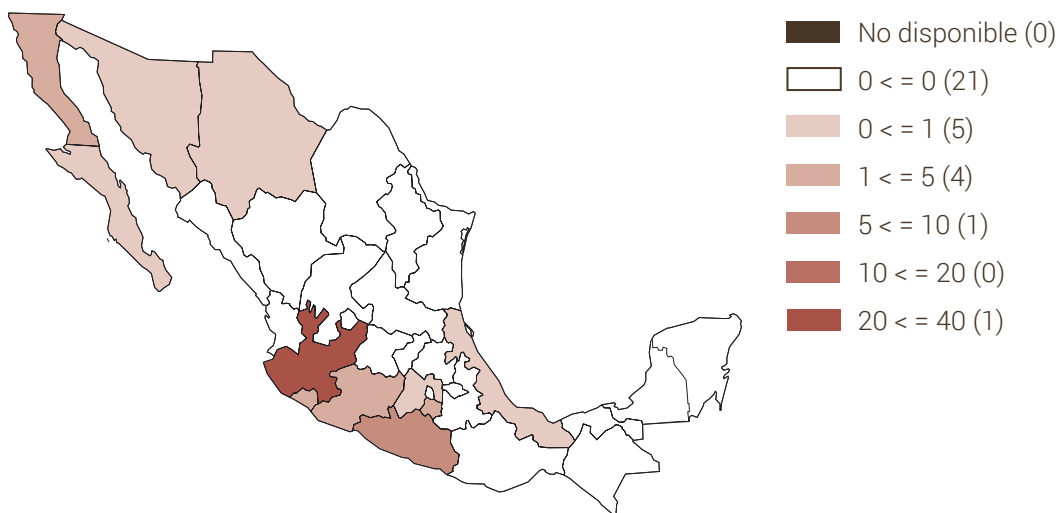 No disponible (0)
0 < = 0 (21)
0 < = 1 (5)
1 < = 5 (4)
5 < = 10 (1)
10 < = 20 (0)
20 < = 40 (1)